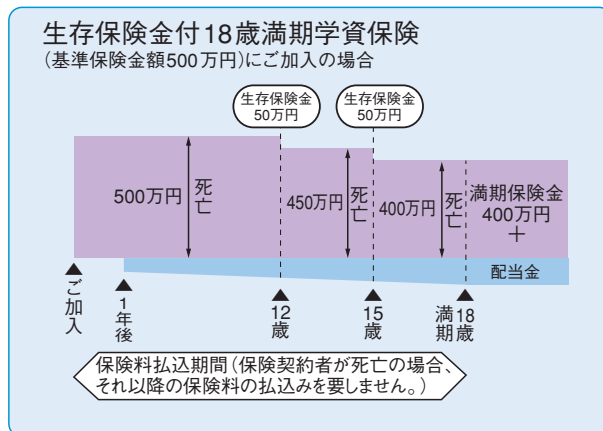 生存保険金付18歳満期学資保険
(基準保険金額500万円)にご加入の場合
生存保険金
50万円
生存保険金
50万円
500万円
死亡
450万円
死亡
400万円
死亡
満期保険金
400万円
+
配当金
▲ご加入
▲1年後
▲12歳
▲15歳
▲18歳
満期
保険料払込期間(保険契約者が死亡の場合、
それ以降の保険料の払込みを要しません。)